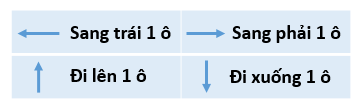 Sang trái 1 ô Sang phải 1 ô
Đi lên 1 ô Đi xuống 1 ô